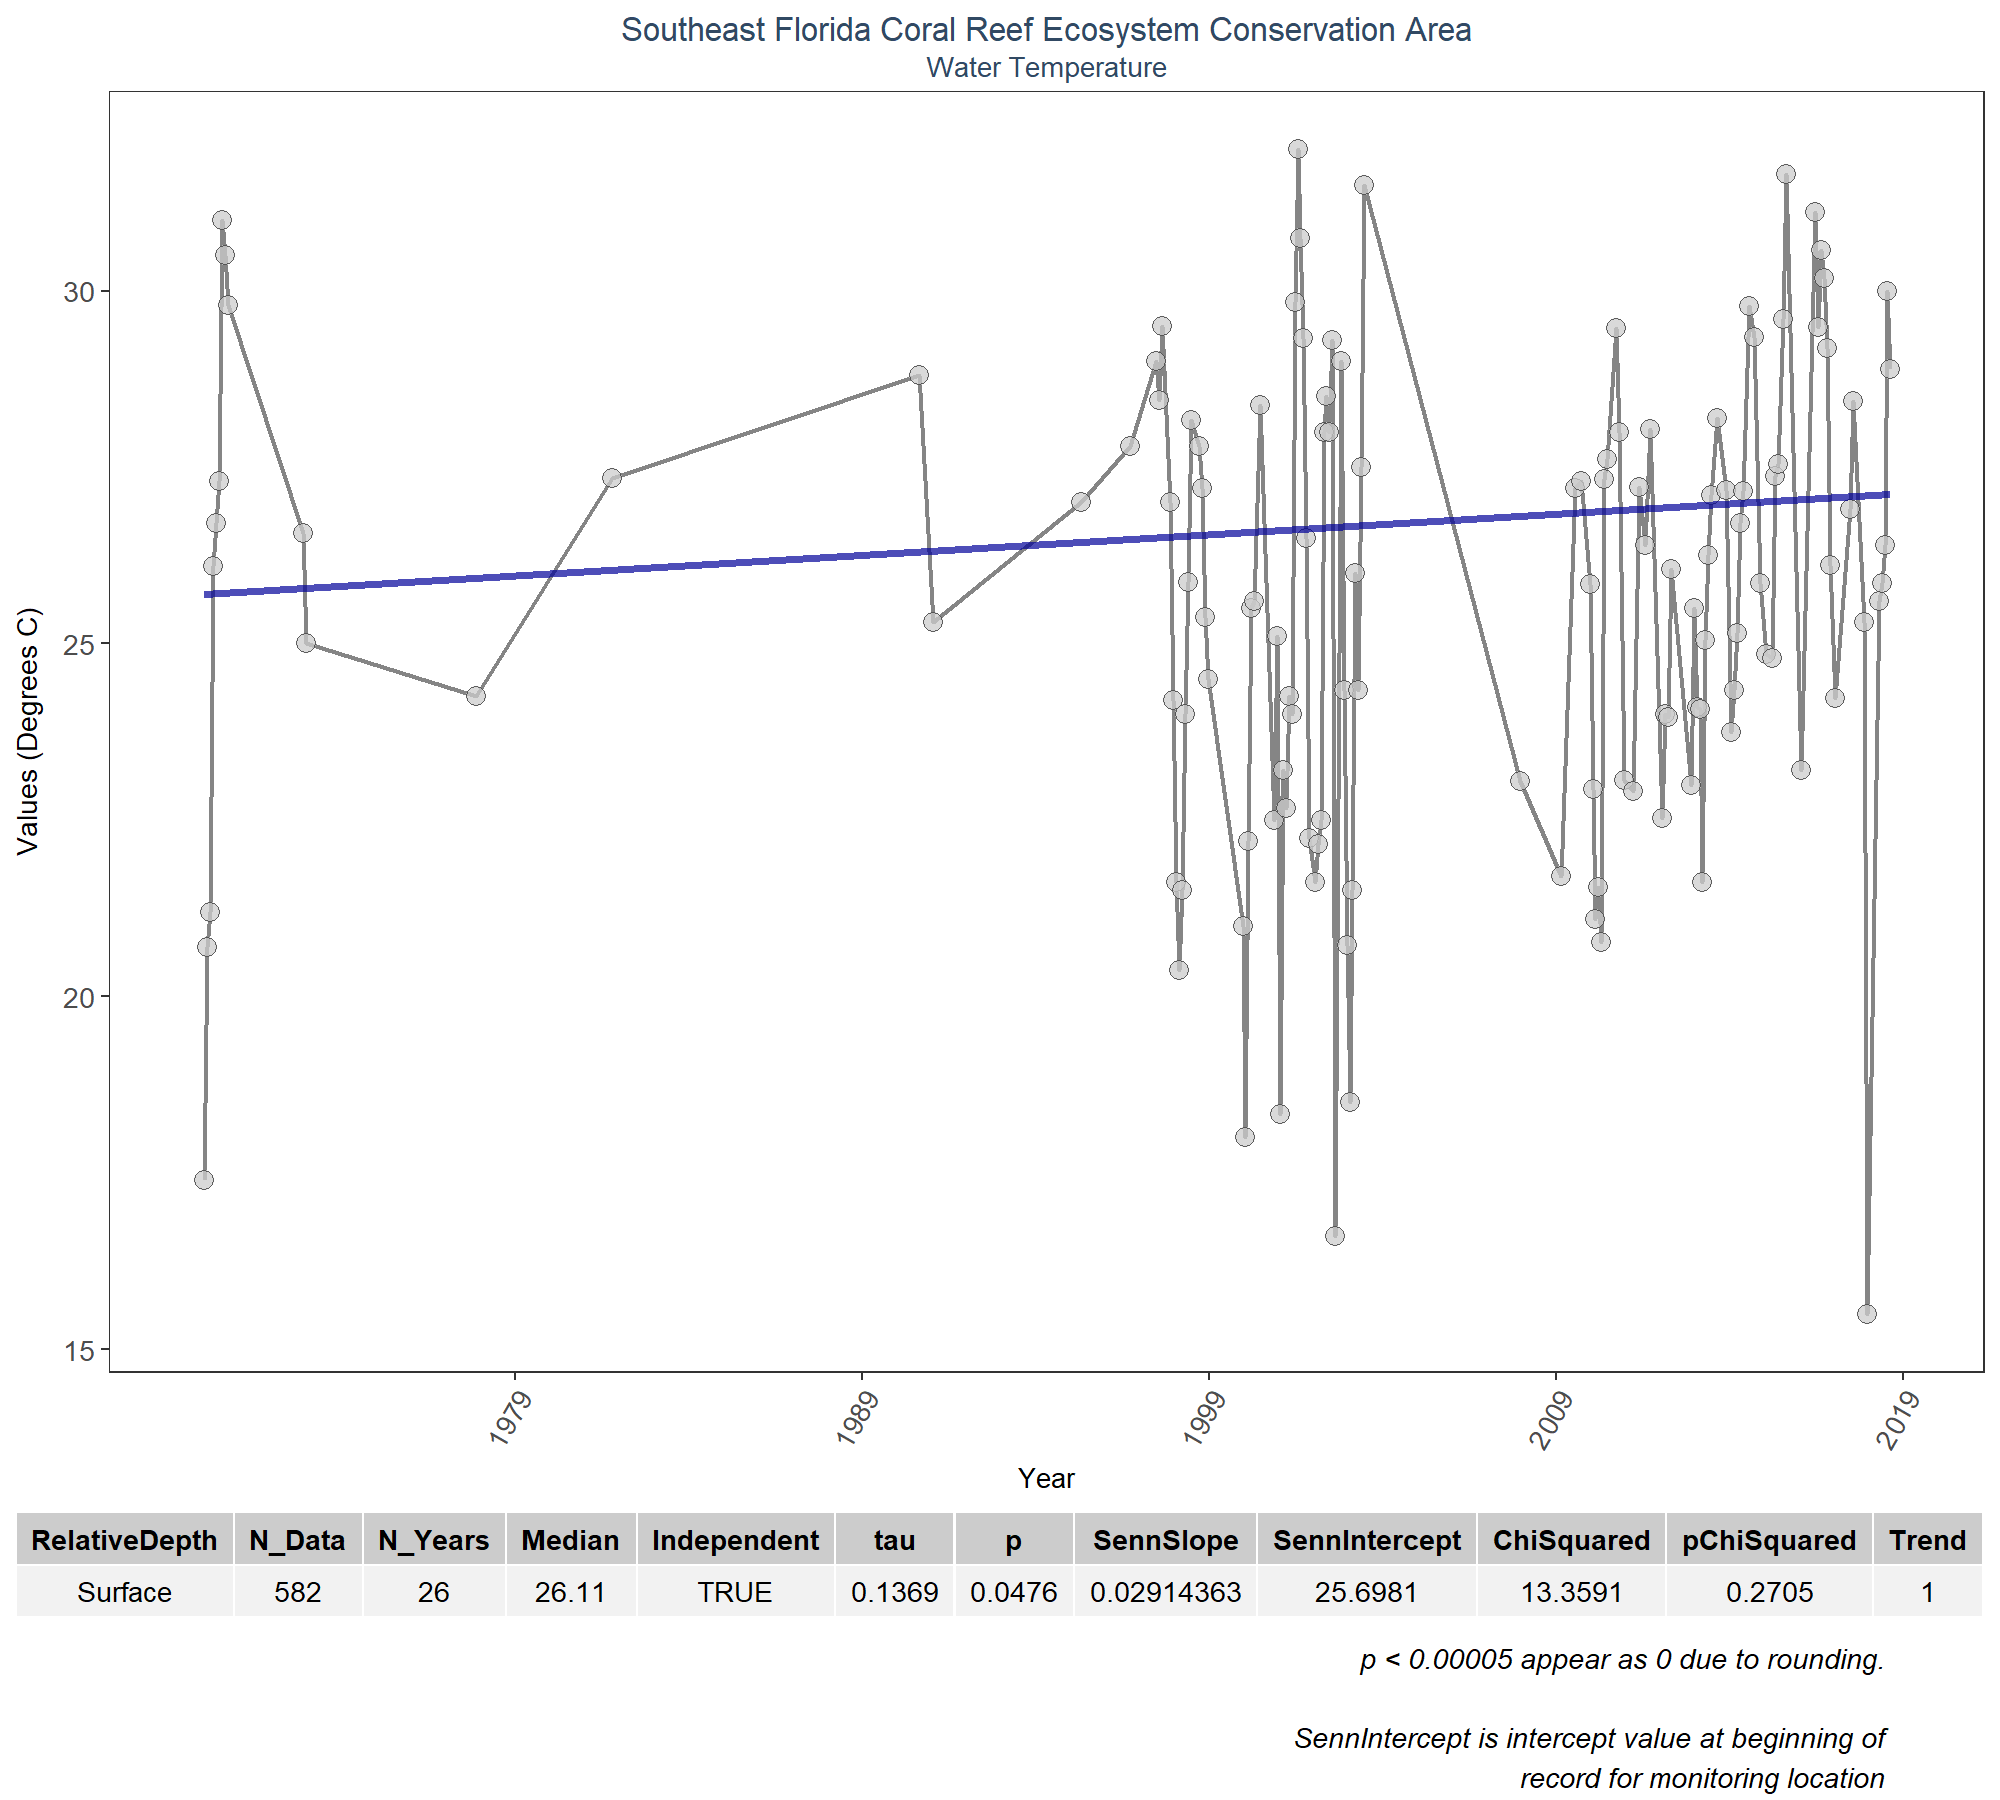 Southeast Florida Coral Reef Ecosystem Conservation Area
Water Temperature
Values (Degrees C)
30
25
20
15
1979
1989
1999
2009
2019
Year
RelativeDepth N_Data N_Years Median Independent tau p SennSlope SennIntercept ChiSquared pChiSquared Trend
Surface 582 26 26.11 TRUE 0.1369 0.0476 0.02914363 25.6981 13.3591 0.2705 1
p < 0.00005 appear as 0 due to rounding.
SennIntercept is intercept value at beginning of
record for monitoring location